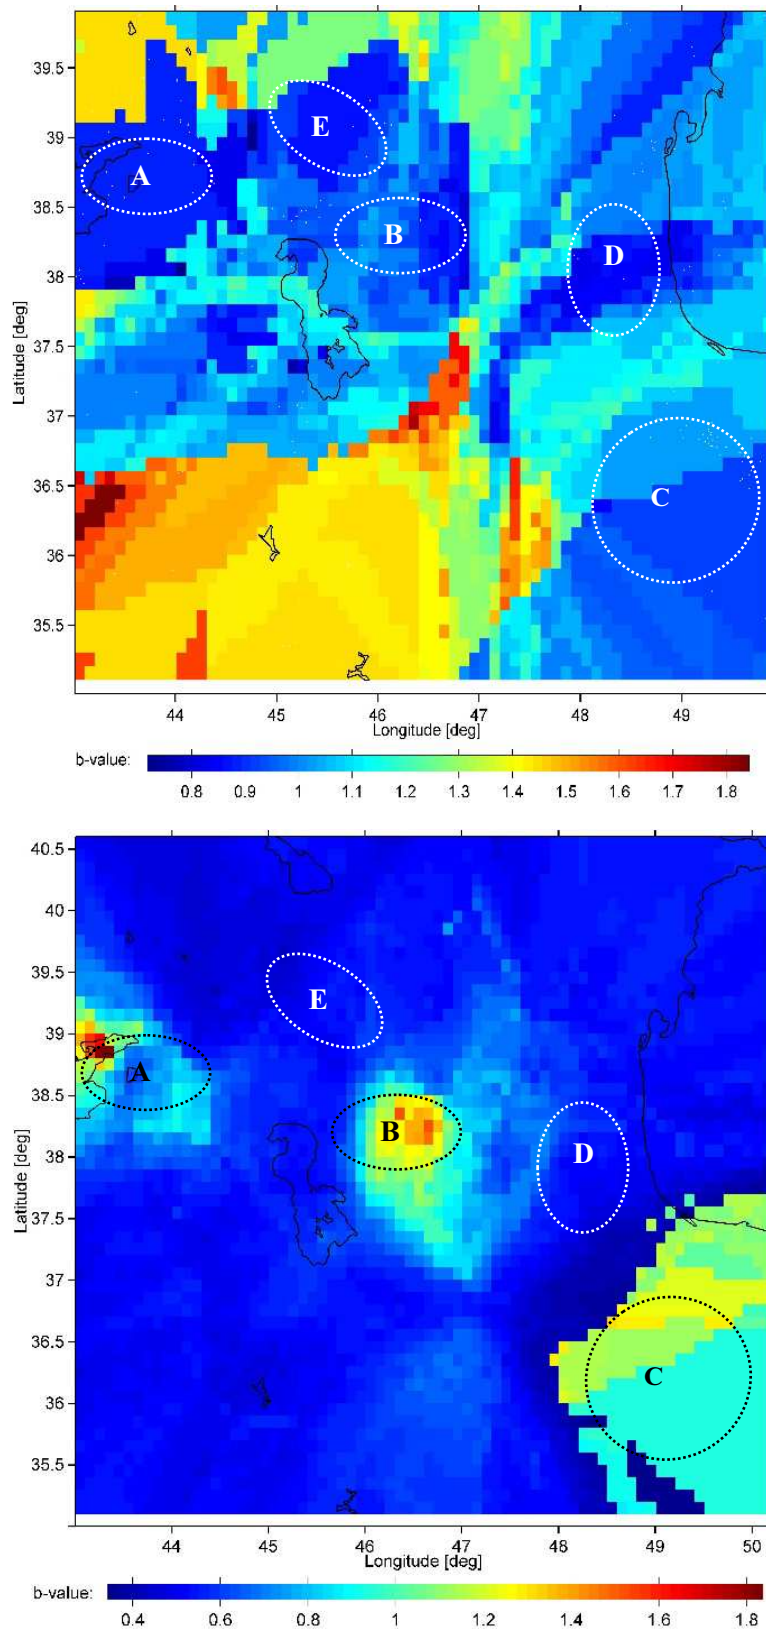 39.5
39
38.5
38
37.5
37
36.5
36
35.5
Latitude [deg]
E
A
B
D
C
44 45 46 47 48 49
Longitude [deg]
b-value:
0.8 0.9 1 1.1 1.2 1.3 1.4 1.5 1.6 1.7 1.8
40.5
40
39.5
39
38.5
38
37.5
37
36.5
36
35.5
Latitude [deg]
E
A
B
D
C
44 45 46 47 48 49 50
Longitude [deg]
b-value:
0.4 0.6 0.8 1 1.2 1.4 1.6 1.8